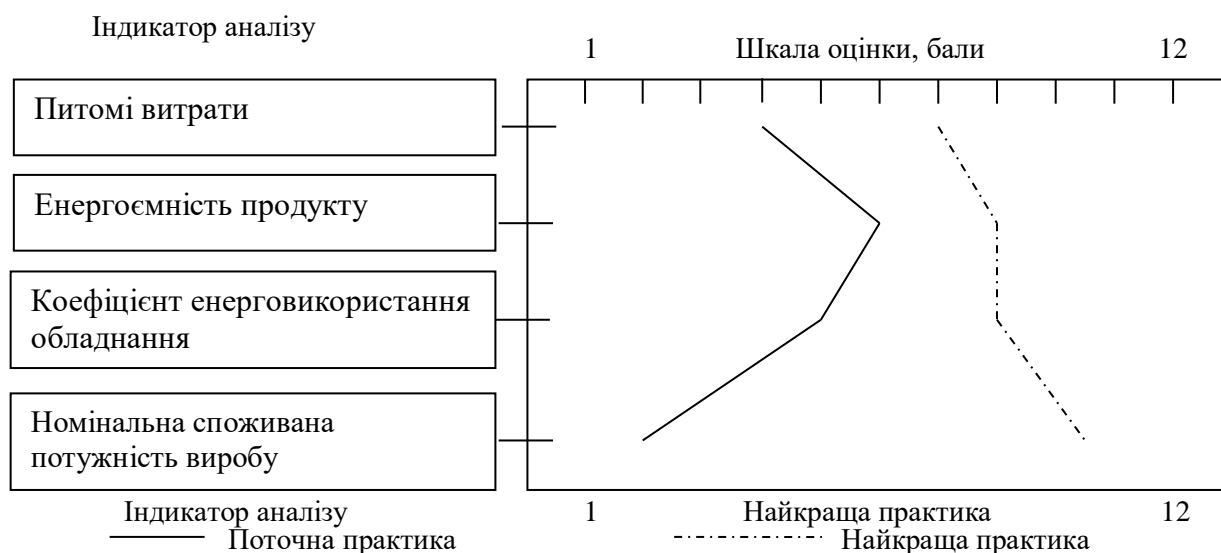 Індикатор аналізу
1 Шкала оцінки, бали 12
Питомі витрати
Енергоємність продукту
Коефіцієнт енерговикористання
обладнання
Номінальна споживана
потужність виробу
Індикатор аналізу 1 Найкраща практика 12
Поточна практика Найкраща практика